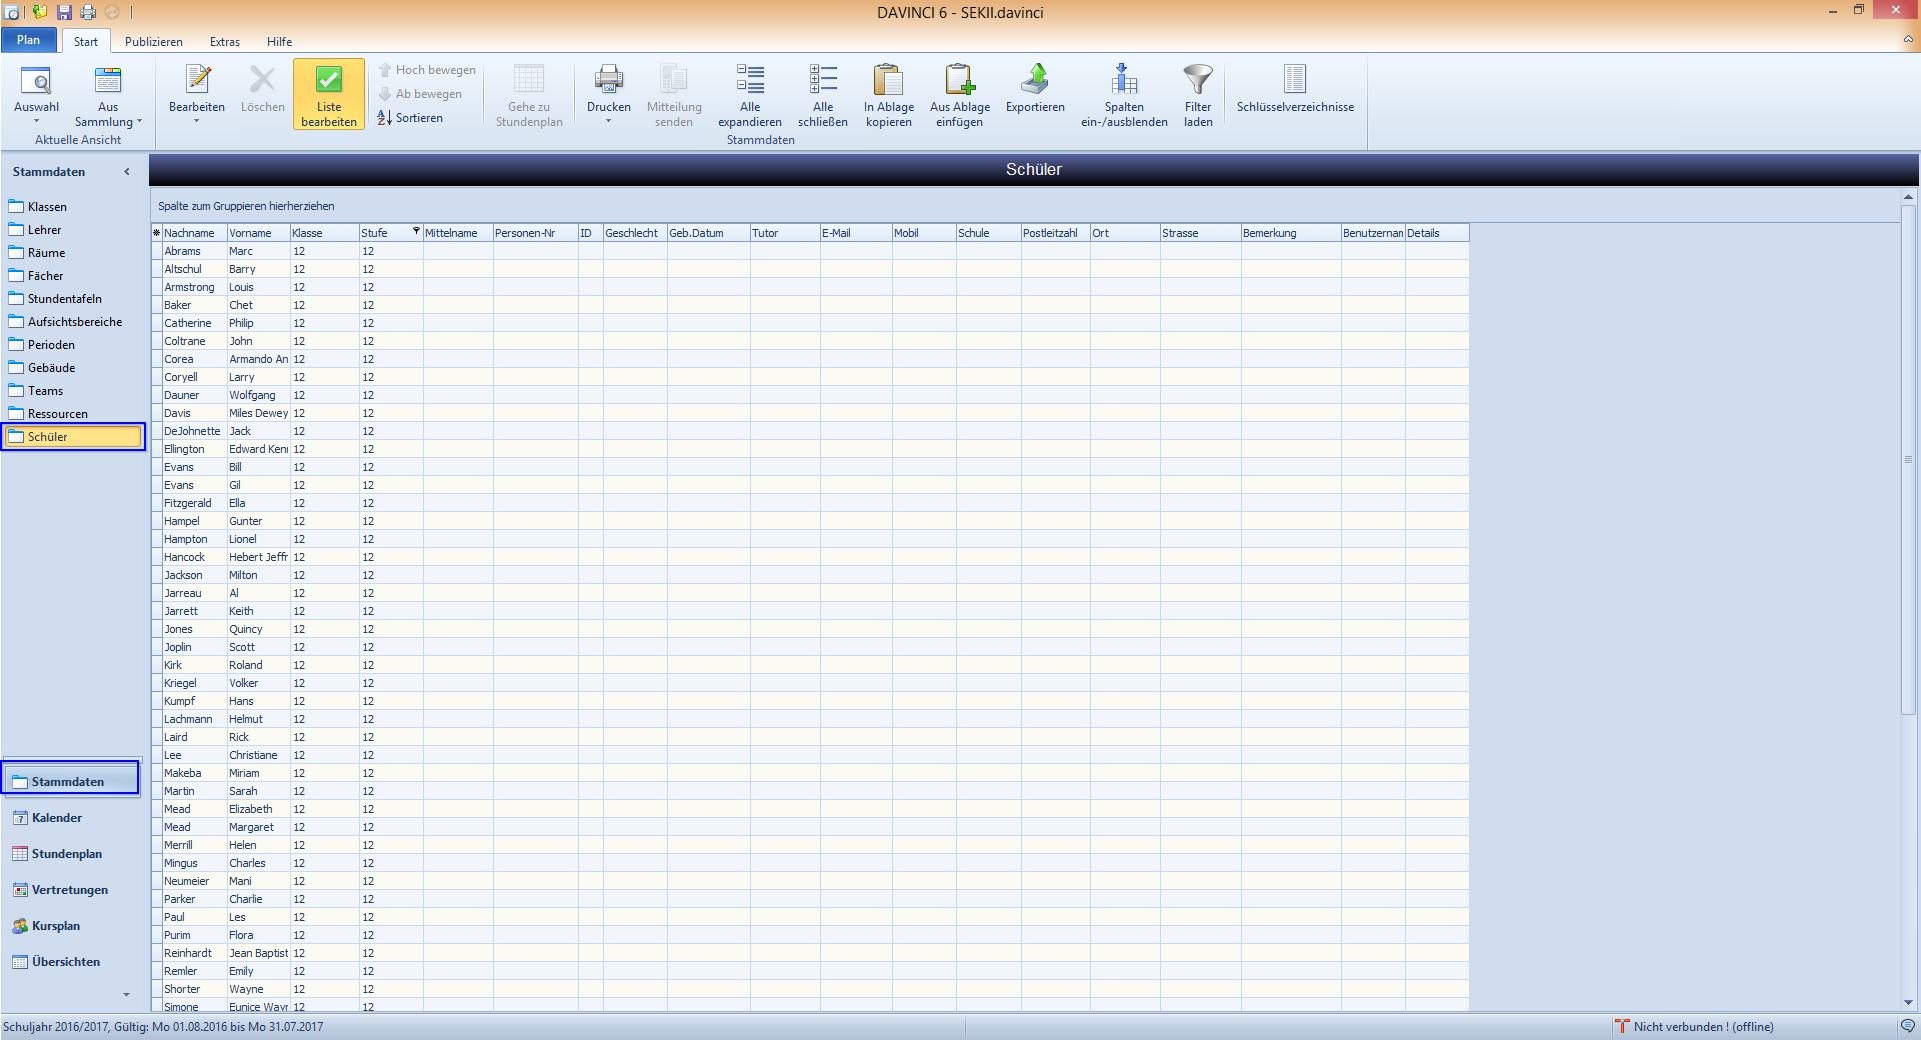 DAVINCI 6 - SEKII.davinci
Plan Start Publizieren Extras Hilfe
Auswahl
Aus Sammlung
Aktuelle Ansicht
Bearbeiten
Löschen
Liste bearbeiten
Hoch bewegen
Ab bewegen
Sortieren
Gehe zu Stundenplan
Drucken
Mitteilung senden
Alle expandieren
Alle schließen
In Ablage kopieren
Aus Ablage einfügen
Exportieren
Spalten ein-/ausblenden
Filter laden
Schlüsselverzeichnisse
Stammdaten
Stammdaten
Klassen
Lehrer
Räume
Fächer
Stundentafeln
Aufsichtsbereiche
Perioden
Gebäude
Teams
Ressourcen
Schüler
Stammdaten
Kalender
Stundenplan
Vertretungen
Kursplan
Übersichten
Schüler
Spalte zum Gruppieren hierherziehen
Nachname Vorname Klasse Stufe Mittelname Personen-Nr ID Geschlecht Geb.Datum Tutor E-Mail Mobil Schule Postleitzahl Ort Strasse Bemerkung Benutzernam Details
Abrams Marc 12 12
Altschul Barry 12 12
Armstrong Louis 12 12
Baker Chet 12 12
Catherine Philip 12 12
Coltrane John 12 12
Corea Armando An 12 12
Coryell Larry 12 12
Dauner Wolfgang 12 12
Davis Miles Dewey 12 12
DeJohnette Jack 12 12
Ellington Edward Kenn 12 12
Evans Bill 12 12
Evans Gil 12 12
Fitzgerald Ella 12 12
Hampel Gunter 12 12
Hampton Lionel 12 12
Hancock Hebert Jeffr 12 12
Jackson Milton 12 12
Jarreau Al 12 12
Jarrett Keith 12 12
Jones Quincy 12 12
Joplin Scott 12 12
Kirk Roland 12 12
Kriegel Volker 12 12
Kumpf Hans 12 12
Lachmann Helmut 12 12
Laird Rick 12 12
Lee Christiane 12 12
Makeba Miriam 12 12
Martin Sarah 12 12
Mead Elizabeth 12 12
Mead Margaret 12 12
Merrill Helen 12 12
Mingus Charles 12 12
Neumeier Mani 12 12
Parker Charlie 12 12
Paul Les 12 12
Purim Flora 12 12
Reinhardt Jean Baptist 12 12
Remler Emily 12 12
Shorter Wayne 12 12
Simone Eunice Wayr 12 12
Schuljahr 2016/2017, Gültig: Mo 01.08.2016 bis Mo 31.07.2017
Nicht verbunden ! (offline)